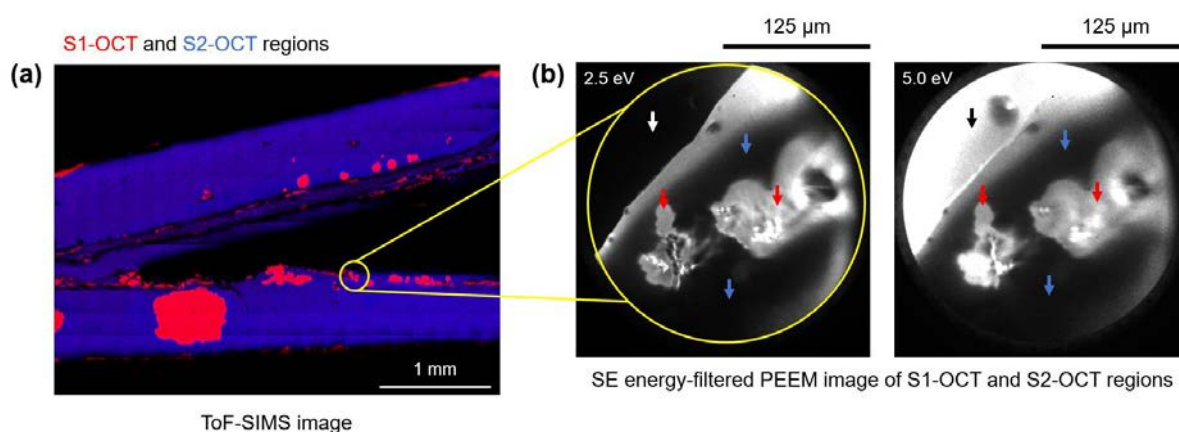 S1-OCT and S2-OCT regions
(a)
1 mm
ToF-SIMS image
(b)
125 µm
125 µm
2.5 eV
5.0 eV
SE energy-filtered PEEM image of S1-OCT and S2-OCT regions